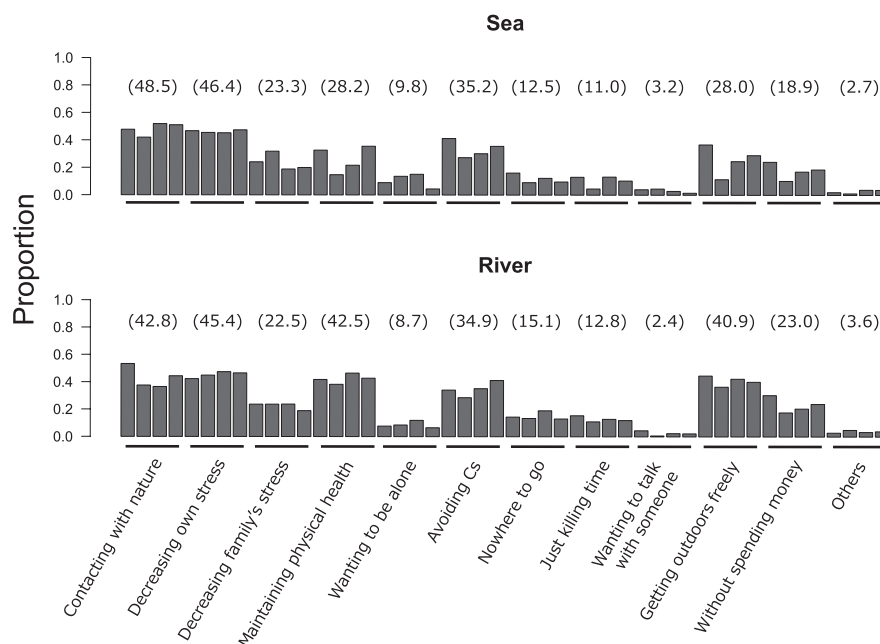 Sea
1.0
(48.5) (46.4) (23.3) (28.2) (9.8) (35.2) (12.5) (11.0) (3.2) (28.0) (18.9) (2.7)
0.8
0.6
0.4
0.2
0.0
Proportion
River
1.0
(42.8) (45.4) (22.5) (42.5) (8.7) (34.9) (15.1) (12.8) (2.4) (40.9) (23.0) (3.6)
0.8
0.6
0.4
0.2
0.0
Contacting with nature
Decreasing own stress
Decreasing family's stress
Maintaining physical health
Wanting to be alone
Avoiding Cs
Nowhere to go
Just killing time
Wanting to talk
with someone
Getting outdoors freely
Without spending money
Others